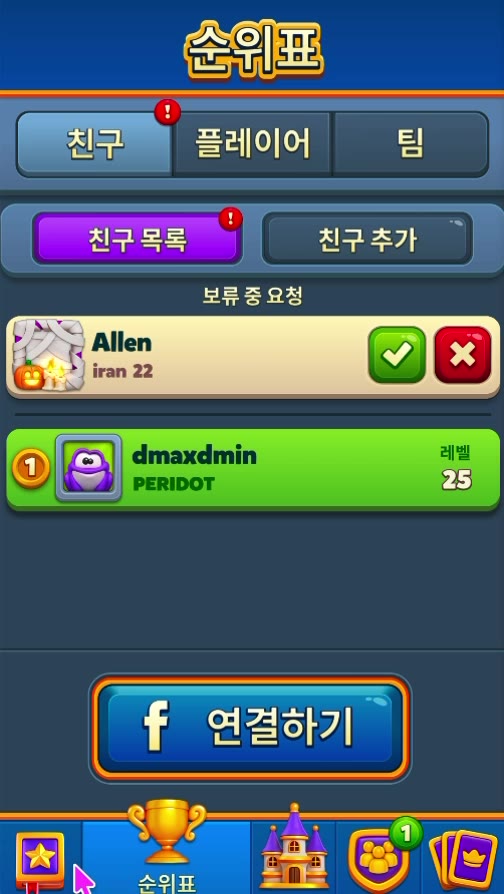 순위표
친구
!
플레이어
팀
친구 목록
!
친구 추가
보류 중 요청
Allen
iran 22
1
dmaxdmin
PERIDOT
레벨
25
f 연결하기
순위표
1